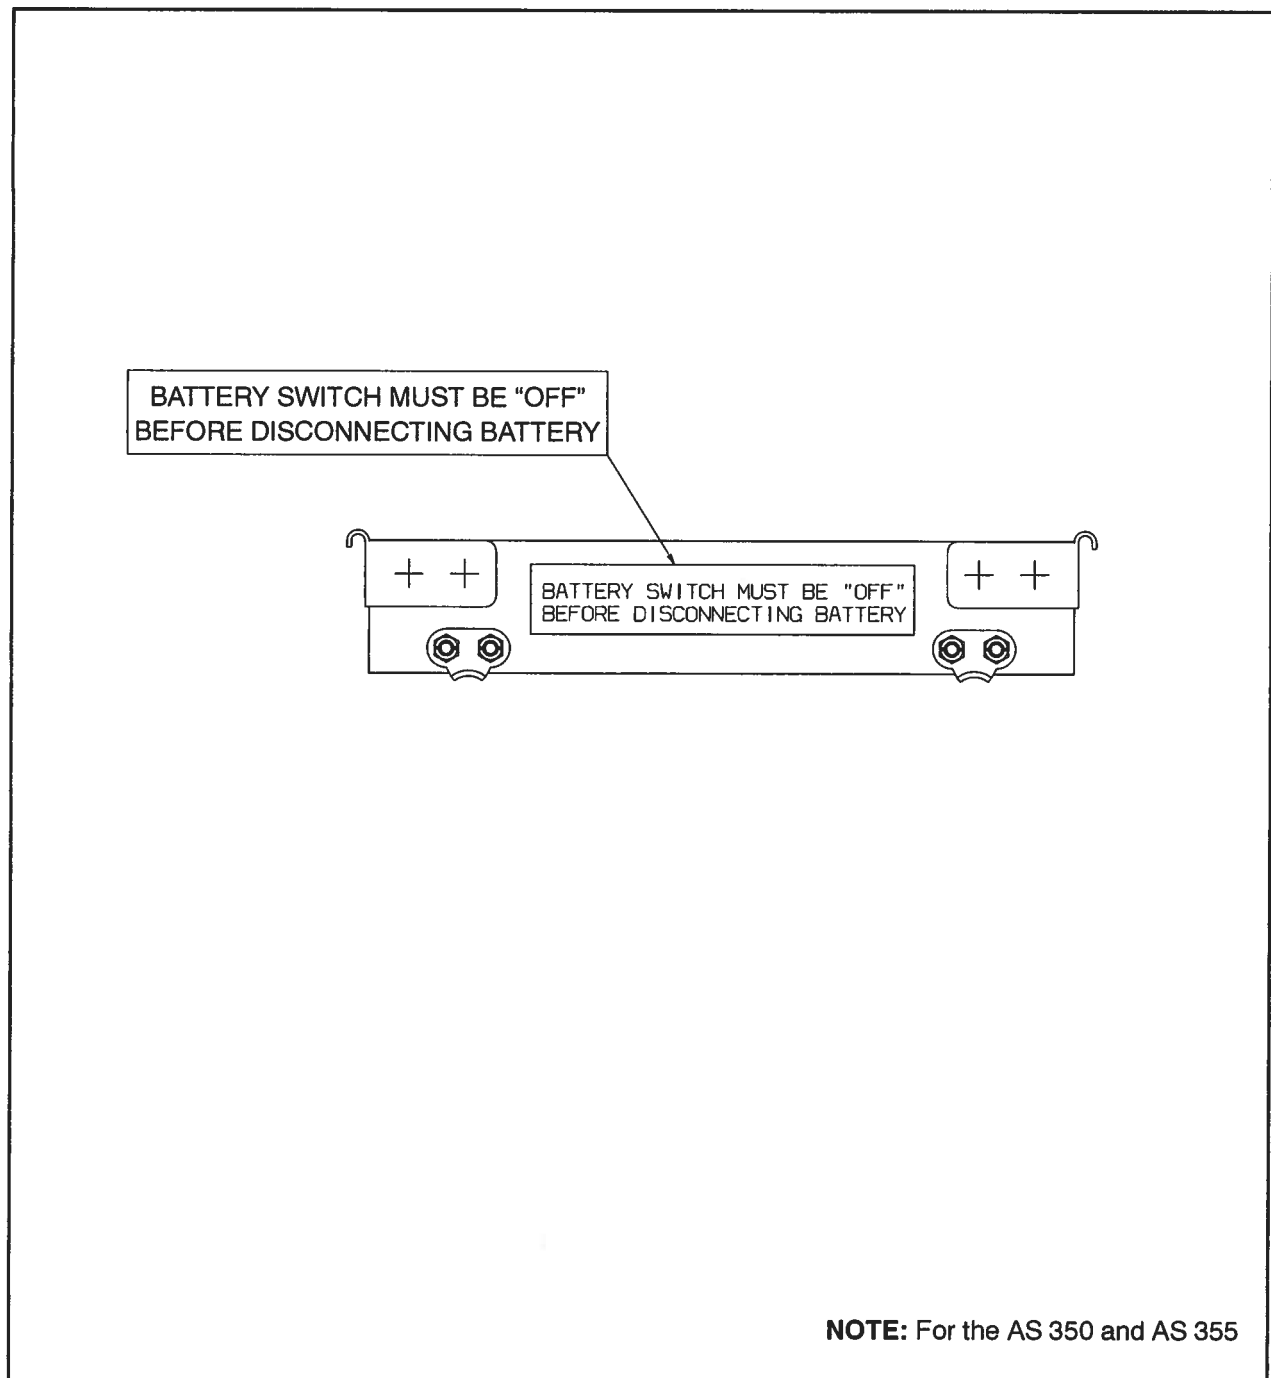 BATTERY SWITCH MUST BE "OFF"
BEFORE DISCONNECTING BATTERY
BATTERY SWITCH MUST BE "OFF"
BEFORE DISCONNECTING BATTERY
NOTE: For the AS 350 and AS 355